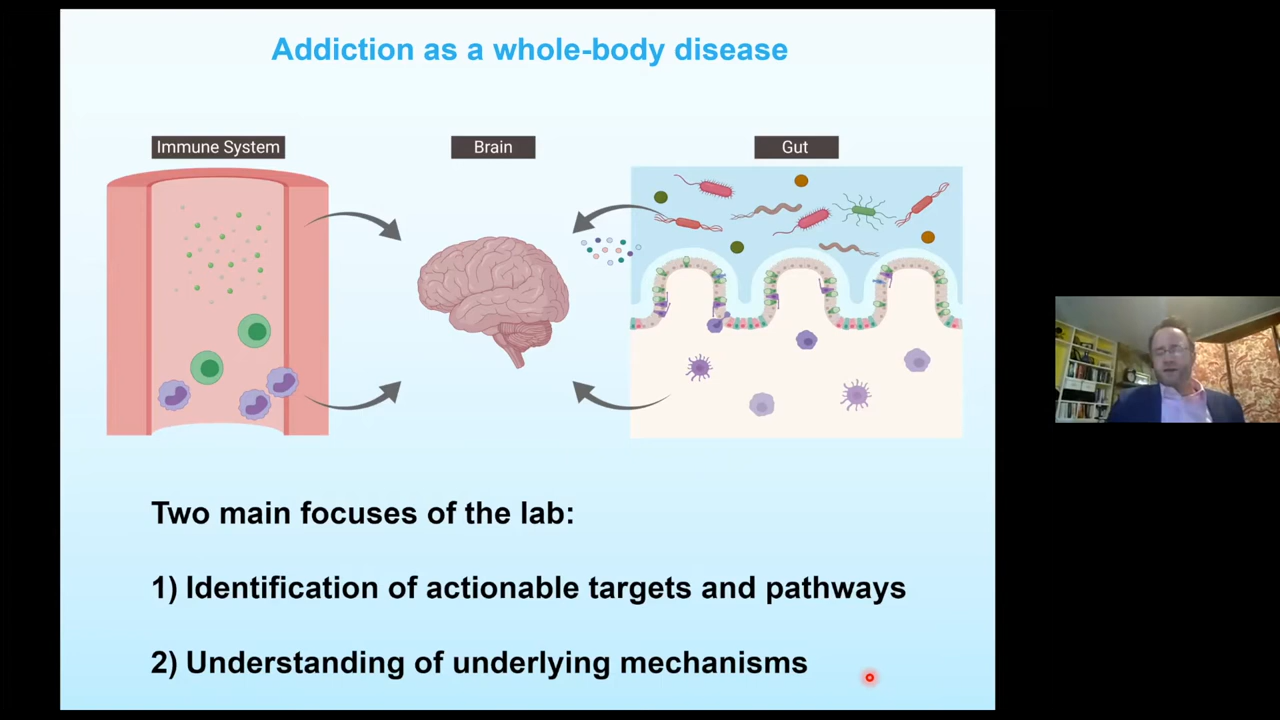 Addiction as a whole-body disease
Immune System
Brain
Gut
Two main focuses of the lab:
1) Identification of actionable targets and pathways
2) Understanding of underlying mechanisms